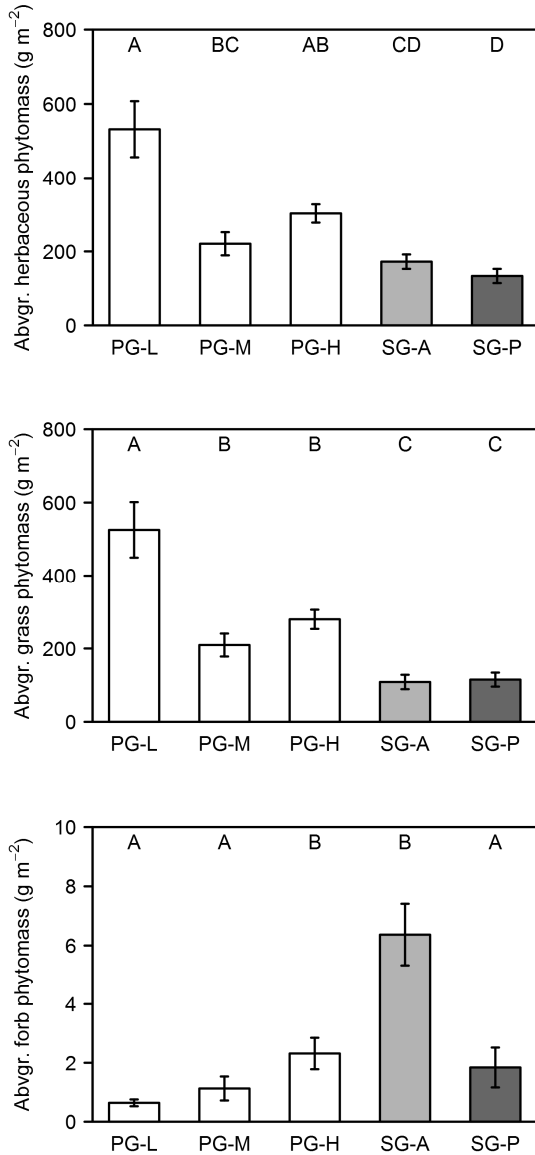 Abvgr. herbaceous phytomass (g m−2)
800
600
400
200
0
A BC AB CD D
PG-L PG-M PG-H SG-A SG-P
Abvgr. grass phytomass (g m−2)
800
600
400
200
0
A B B C C
PG-L PG-M PG-H SG-A SG-P
Abvgr. forb phytomass (g m−2)
10
8
6
4
2
0
A A B B A
PG-L PG-M PG-H SG-A SG-P